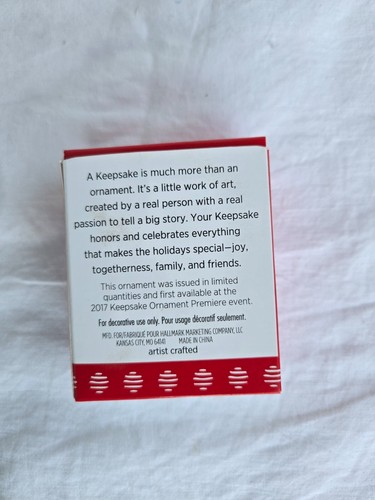 A Keepsake is much more than an
ornament. It's a little work of art,
created by a real person with a real
passion to tell a big story. Your Keepsake
honors and celebrates everything
that makes the holidays special—joy,
togetherness, family, and friends.
This ornament was issued in limited
quantities and first available at the
2017 Keepsake Ornament Premiere event.
For decorative use only. Pour usage décoratif seulement.
MFD. FOR/FABRIQUÉ POUR HALLMARK MARKETING COMPANY, LLC
KANSAS CITY, MO 64141 MADE IN CHINA
artist crafted